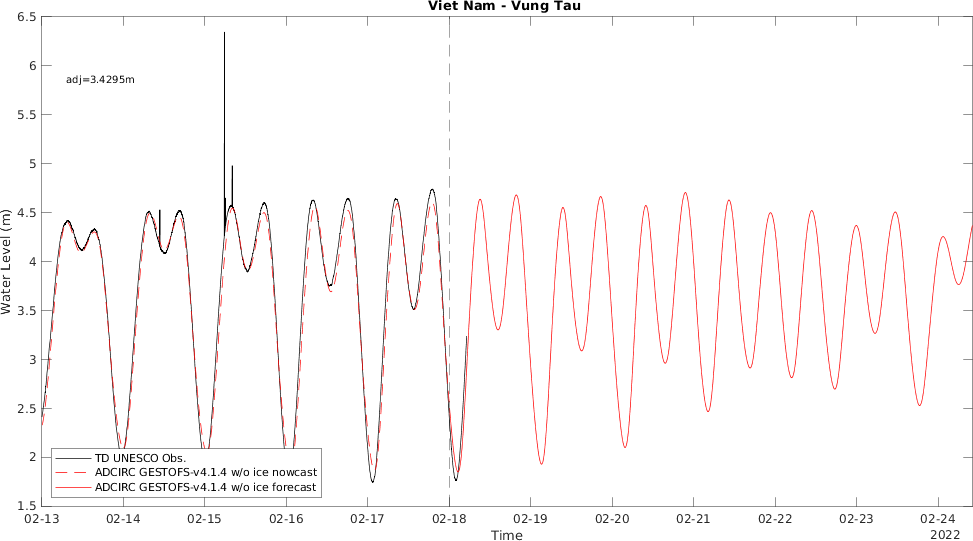 Viet Nam - Vung Tau
6.5
6
5.5
5
4.5
4
3.5
3
2.5
2
1.5
Water Level (m)
adj=3.4295m
TD UNESCO Obs.
ADCIRC GESTOFS-v4.1.4 w/o ice nowcast
ADCIRC GESTOFS-v4.1.4 w/o ice forecast
02-13 02-14 02-15 02-16 02-17 02-18 02-19 02-20 02-21 02-22 02-23 02-24
2022
Time